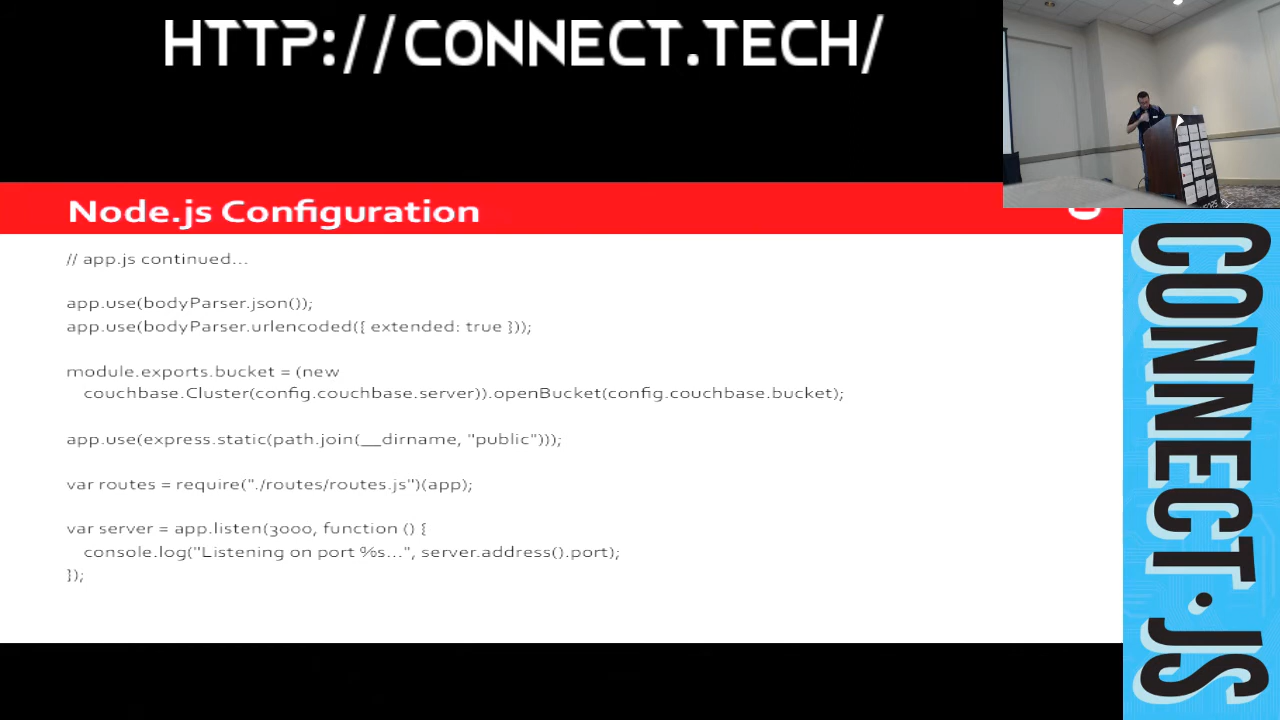 HTTP://CONNECT.TECH/
Node.js Configuration
// app.js continued...
app.use(bodyParser.json());
app.use(bodyParser.urlencoded({ extended: true }));
module.exports.bucket = (new
couchbase.Cluster(config.couchbase.server)).openBucket(config.couchbase.bucket);
app.use(express.static(path.join(__dirname, "public")));
var routes = require("./routes/routes.js")(app);
var server = app.listen(3000, function () {
console.log("Listening on port %s...", server.address().port);
});
CONNECT.JS